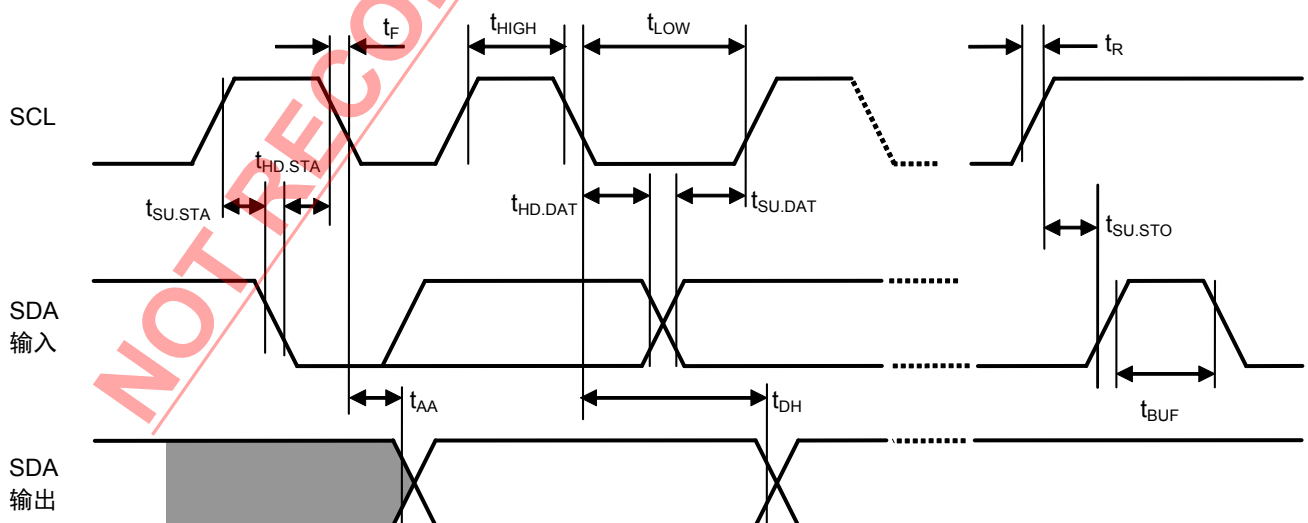 tF
tHIGH
tLOW
tR
SCL
tHD.STA
tSU.STA
tHD.DAT
tSU.DAT
tSU.STO
SDA
输入
tAA
tDH
tBUF
SDA
输出
NOT RECO